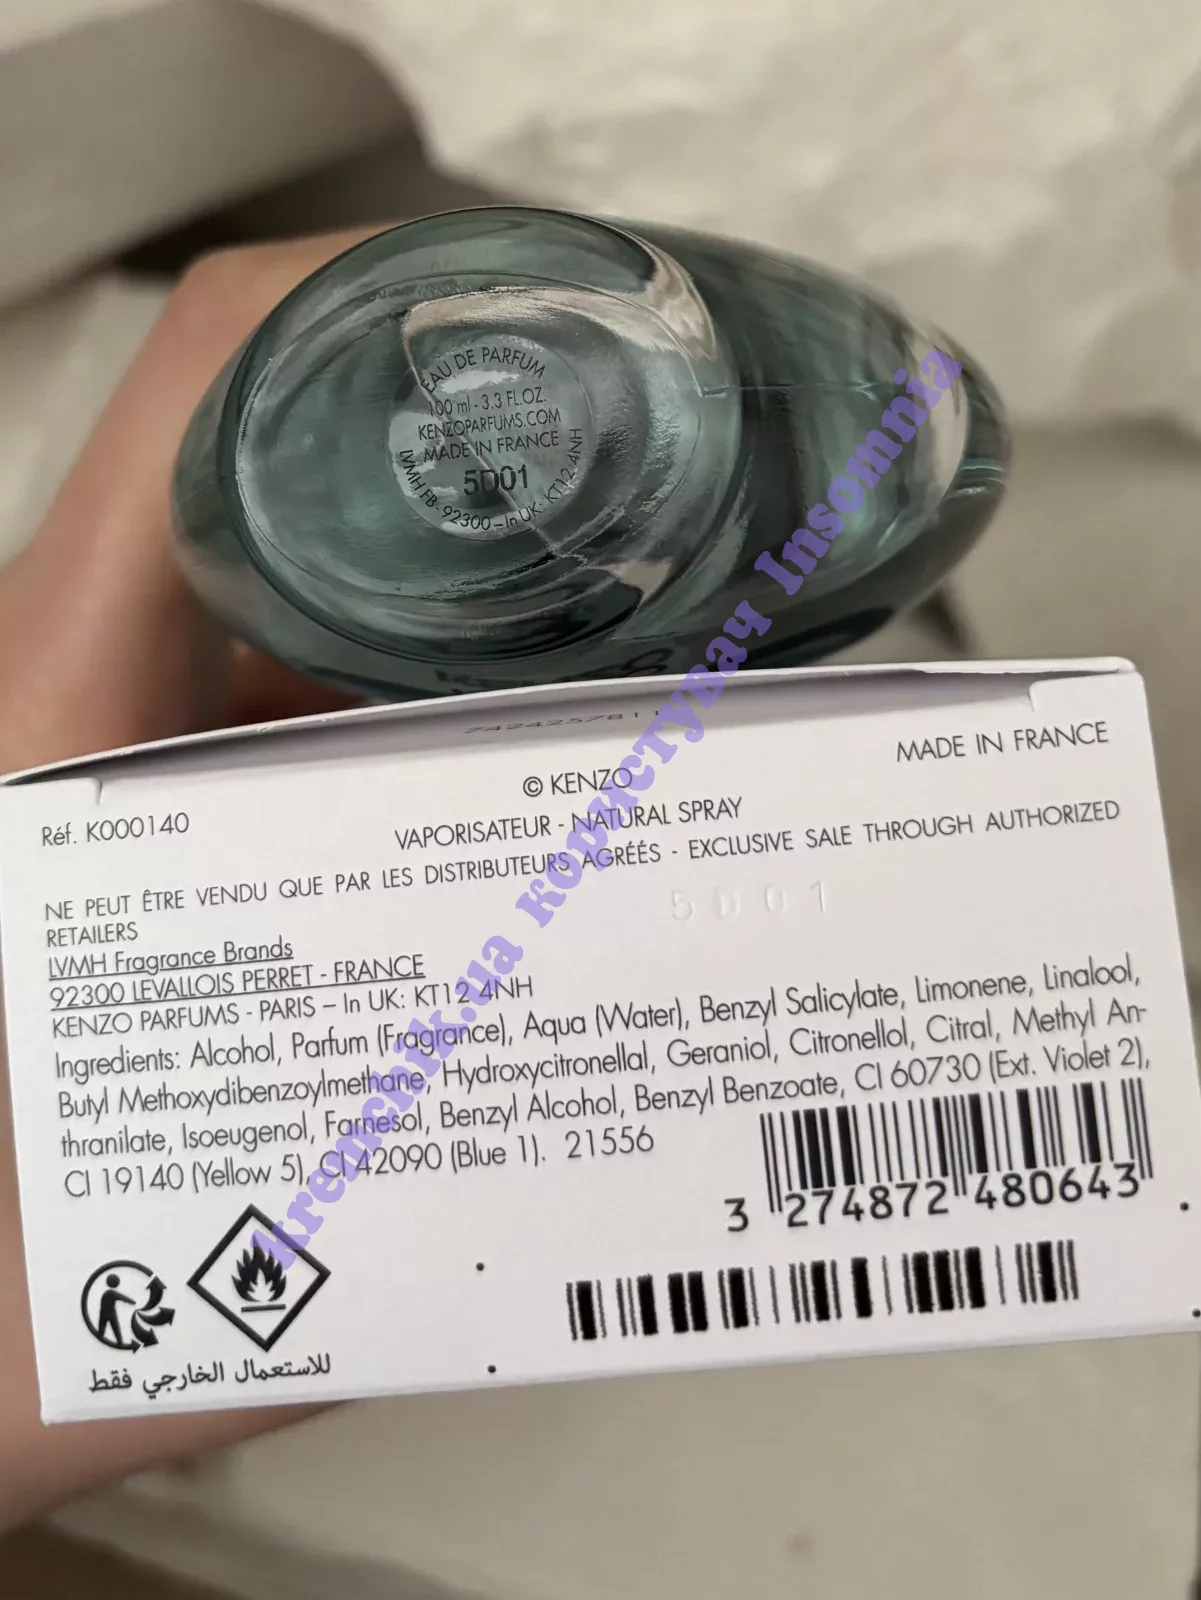 EAU DE PARFUM
100 ml - 3.3 FL.OZ.
KENZOPARFUMS.COM
MADE IN FRANCE
5D01
LVMH FB - 92300 – In UK: KT12 4NH
7424257811
© KENZO
MADE IN FRANCE
Réf. K000140
VAPORISATEUR - NATURAL SPRAY
NE PEUT ÊTRE VENDU QUE PAR LES DISTRIBUTEURS AGRÉÉS - EXCLUSIVE SALE THROUGH AUTHORIZED
RETAILERS
5D01
LVMH Fragrance Brands
92300 LEVALLOIS PERRET - FRANCE
KENZO PARFUMS - PARIS – In UK: KT12 4NH
Ingredients: Alcohol, Parfum (Fragrance), Aqua (Water), Benzyl Salicylate, Limonene, Linalool,
Butyl Methoxydibenzoylmethane, Hydroxycitronellal, Geraniol, Citronellol, Citral, Methyl An-
thranilate, Isoeugenol, Farnesol, Benzyl Alcohol, Benzyl Benzoate, CI 60730 (Ext. Violet 2),
CI 19140 (Yellow 5), CI 42090 (Blue 1). 21556
3 274872 480643
للاستعمال الخارجي فقط
kremchik.ua користувач Insomnia